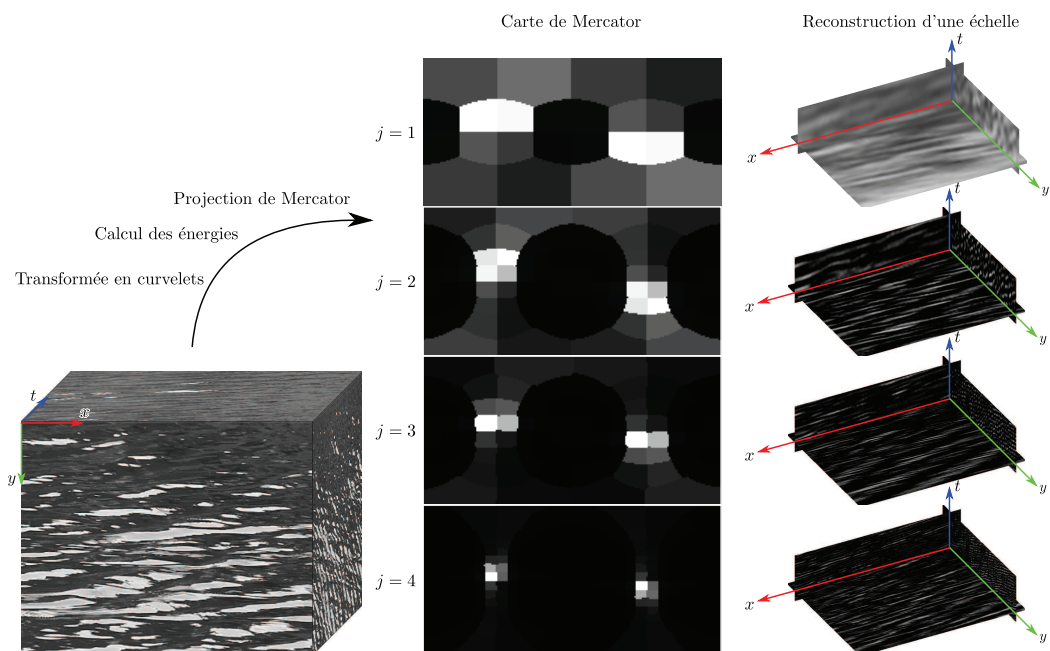 Carte de Mercator
Reconstruction d'une échelle
Projection de Mercator
Calcul des énergies
Transformée en curvelets
t
x
y
j = 1
j = 2
j = 3
j = 4
t
x
y
t
x
y
t
x
y
t
x
y